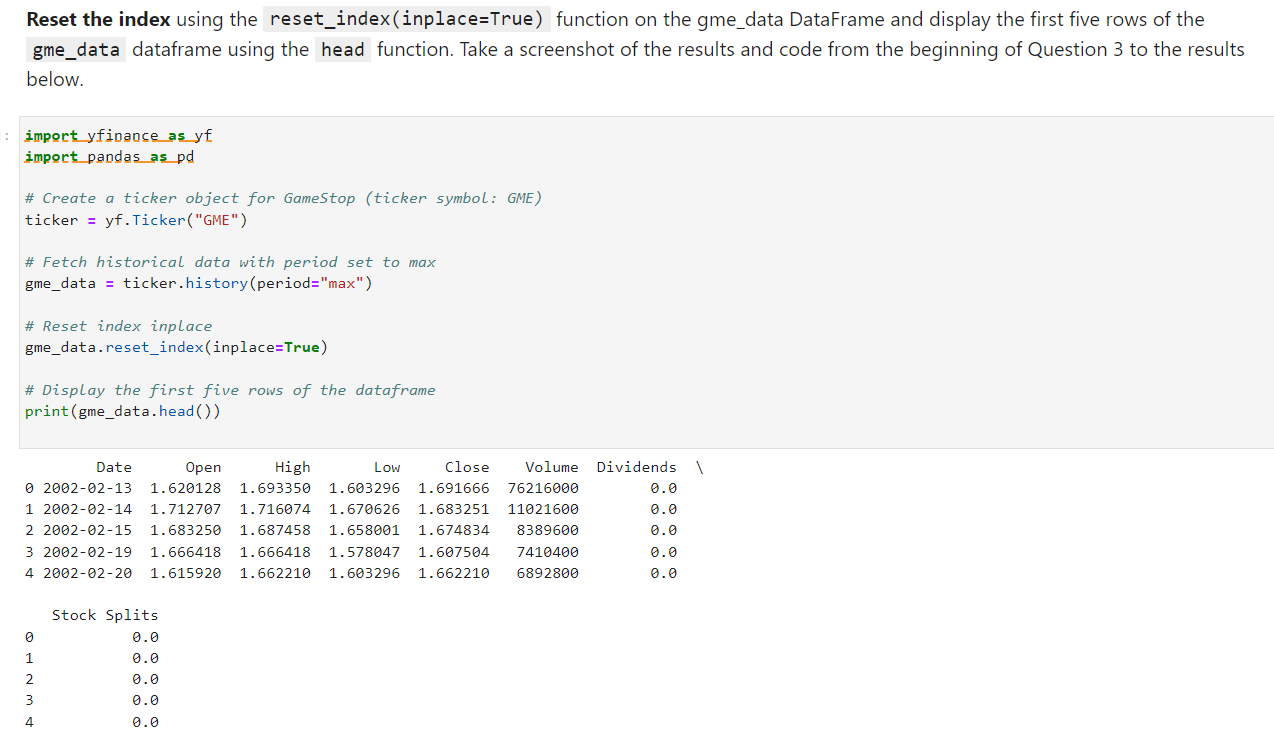 Reset the index using the reset_index(inplace=True) function on the gme_data DataFrame and display the first five rows of the
gme_data dataframe using the head function. Take a screenshot of the results and code from the beginning of Question 3 to the results
below.
:
import yfinance as yf
import pandas as pd
# Create a ticker object for GameStop (ticker symbol: GME)
ticker = yf.Ticker("GME")
# Fetch historical data with period set to max
gme_data = ticker.history(period="max")
# Reset index inplace
gme_data.reset_index(inplace=True)
# Display the first five rows of the dataframe
print(gme_data.head())
Date Open High Low Close Volume Dividends \
0 2002-02-13 1.620128 1.693350 1.603296 1.691666 76216000 0.0
1 2002-02-14 1.712707 1.716074 1.670626 1.683251 11021600 0.0
2 2002-02-15 1.683250 1.687458 1.658001 1.674834 8389600 0.0
3 2002-02-19 1.666418 1.666418 1.578047 1.607504 7410400 0.0
4 2002-02-20 1.615920 1.662210 1.603296 1.662210 6892800 0.0
Stock Splits
0 0.0
1 0.0
2 0.0
3 0.0
4 0.0